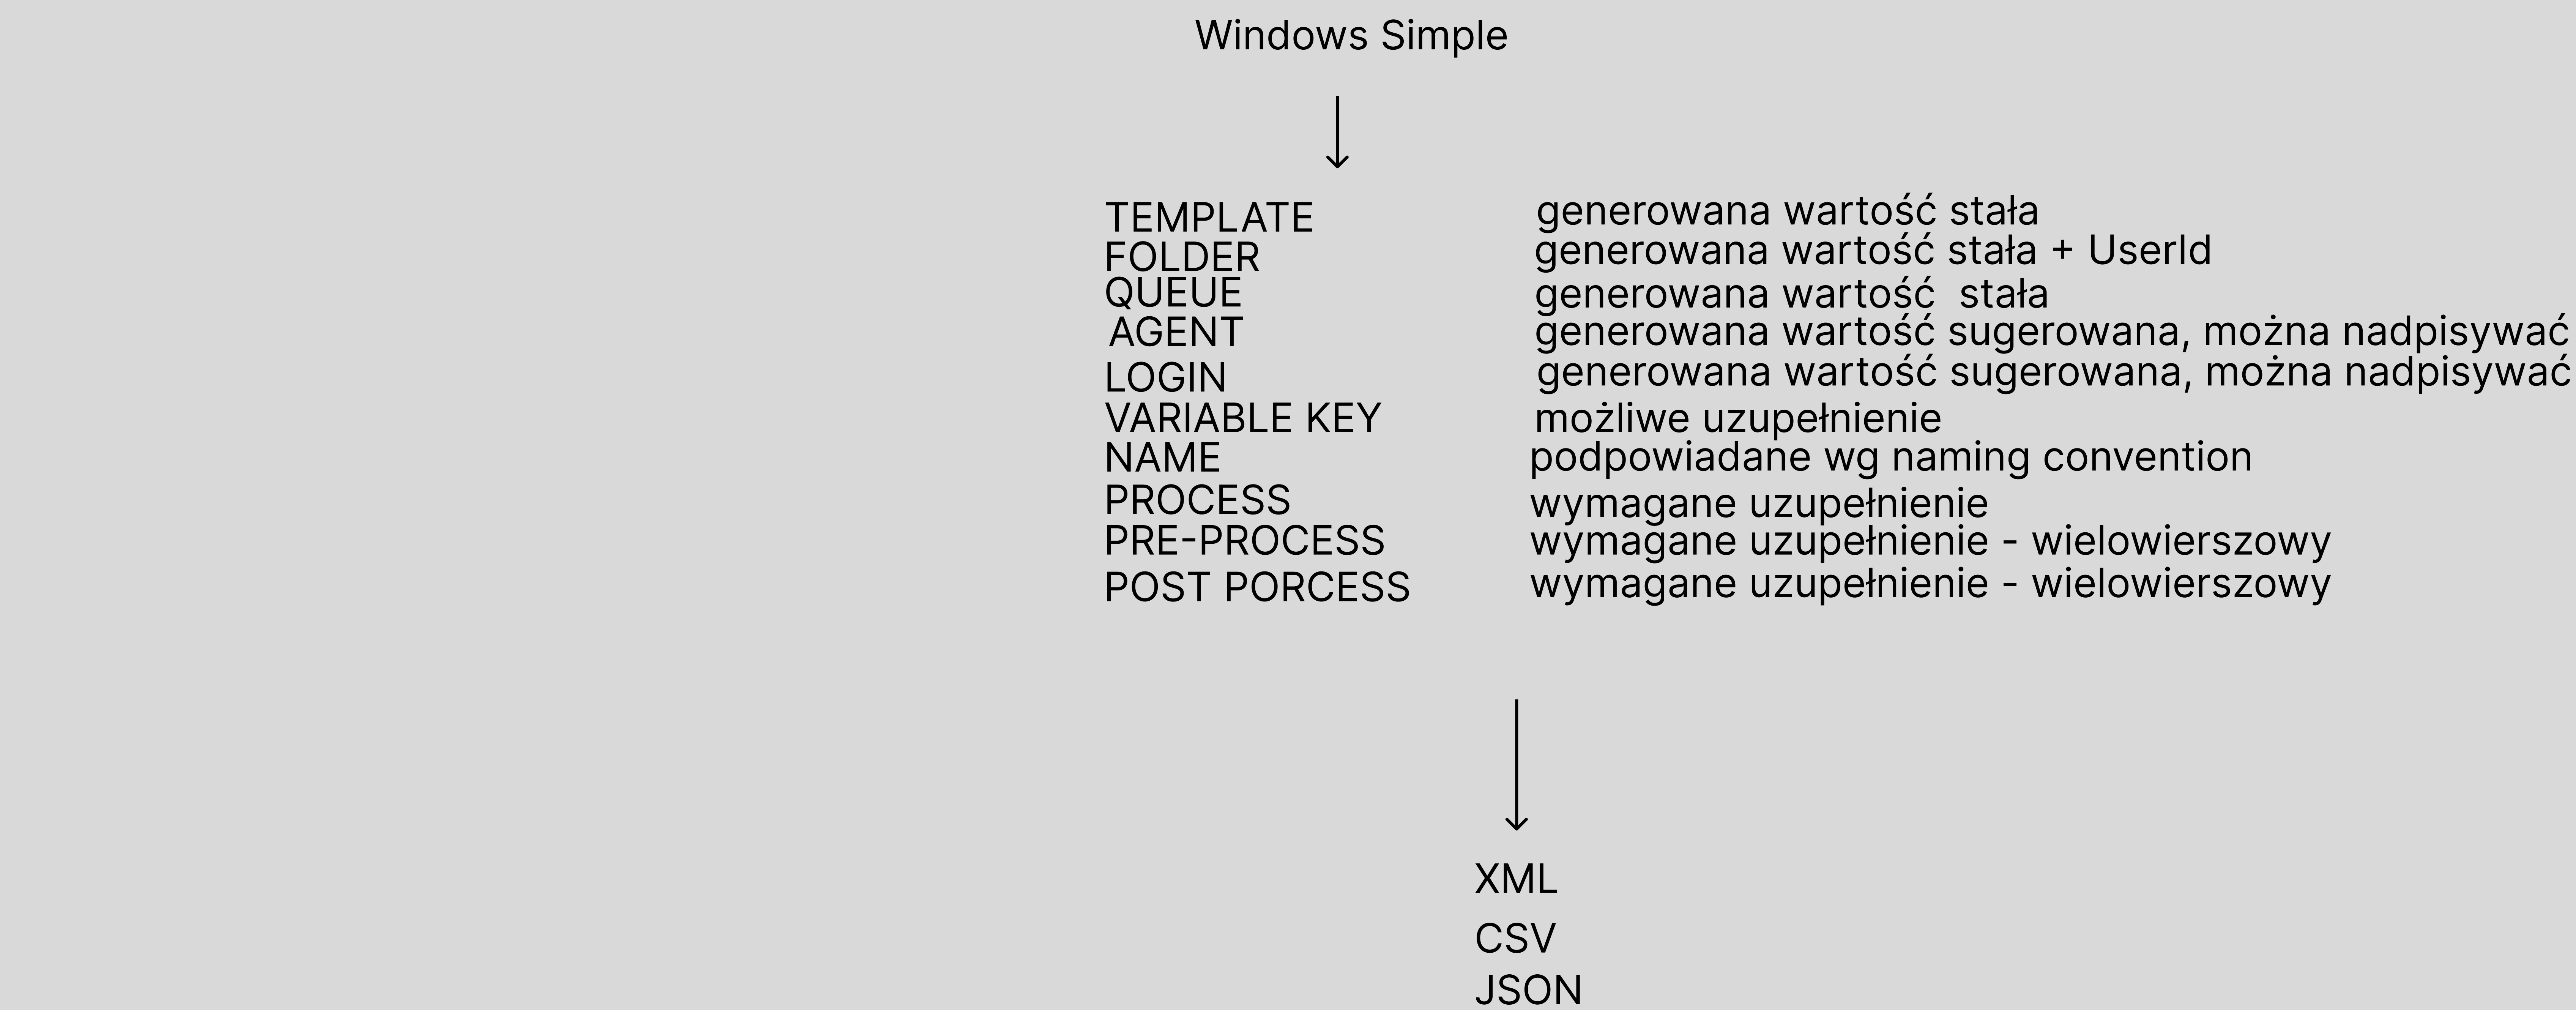 Windows Simple
TEMPLATE generowana wartość stała
FOLDER generowana wartość stała + UserId
QUEUE generowana wartość  stała
AGENT generowana wartość sugerowana, można nadpisywać
LOGIN generowana wartość sugerowana, można nadpisywać
VARIABLE KEY możliwe uzupełnienie
NAME podpowiadane wg naming convention
PROCESS wymagane uzupełnienie
PRE-PROCESS wymagane uzupełnienie - wielowierszowy
POST PORCESS wymagane uzupełnienie - wielowierszowy
XML
CSV
JSON